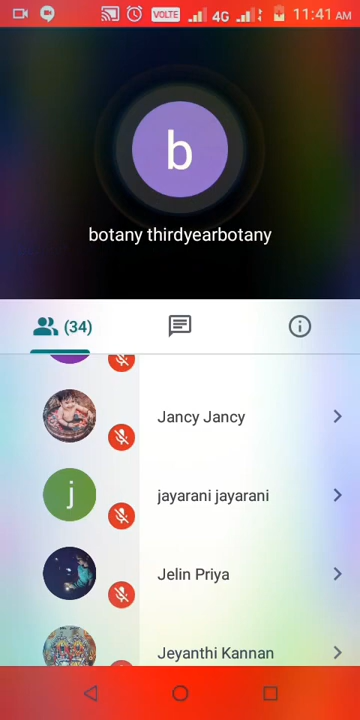 VOLTE 4G 11:41 AM
b
botany thirdyearbotany
(34)
Jancy Jancy
j
jayarani jayarani
Jelin Priya
Jeyanthi Kannan